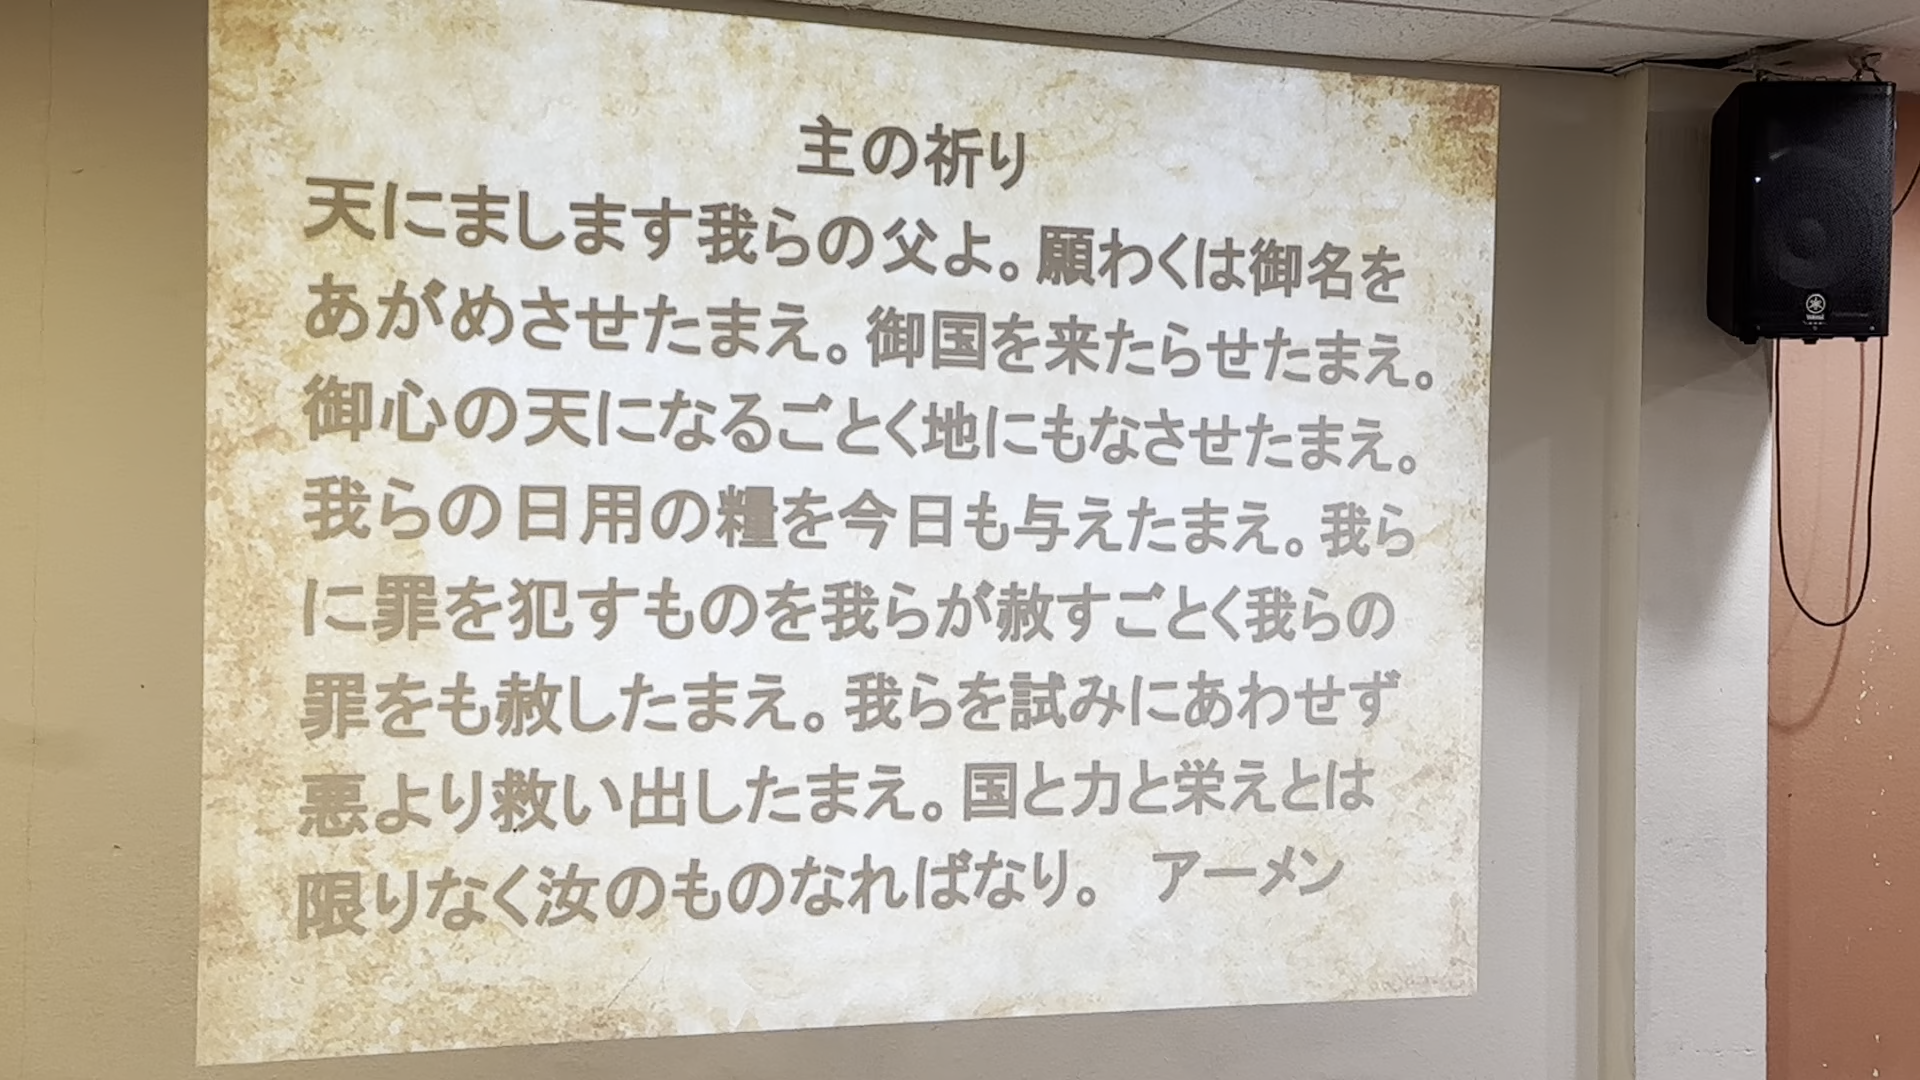 主の祈り
天にまします我らの父よ。願わくは御名を
あがめさせたまえ。御国を来たらせたまえ。
御心の天になるごとく地にもなさせたまえ。
我らの日用の糧を今日も与えたまえ。我ら
に罪を犯すものを我らが赦すごとく我らの
罪をも赦したまえ。我らを試みにあわせず
悪より救い出したまえ。国と力と栄えとは
限りなく汝のものなればなり。　アーメン
YAMAHA